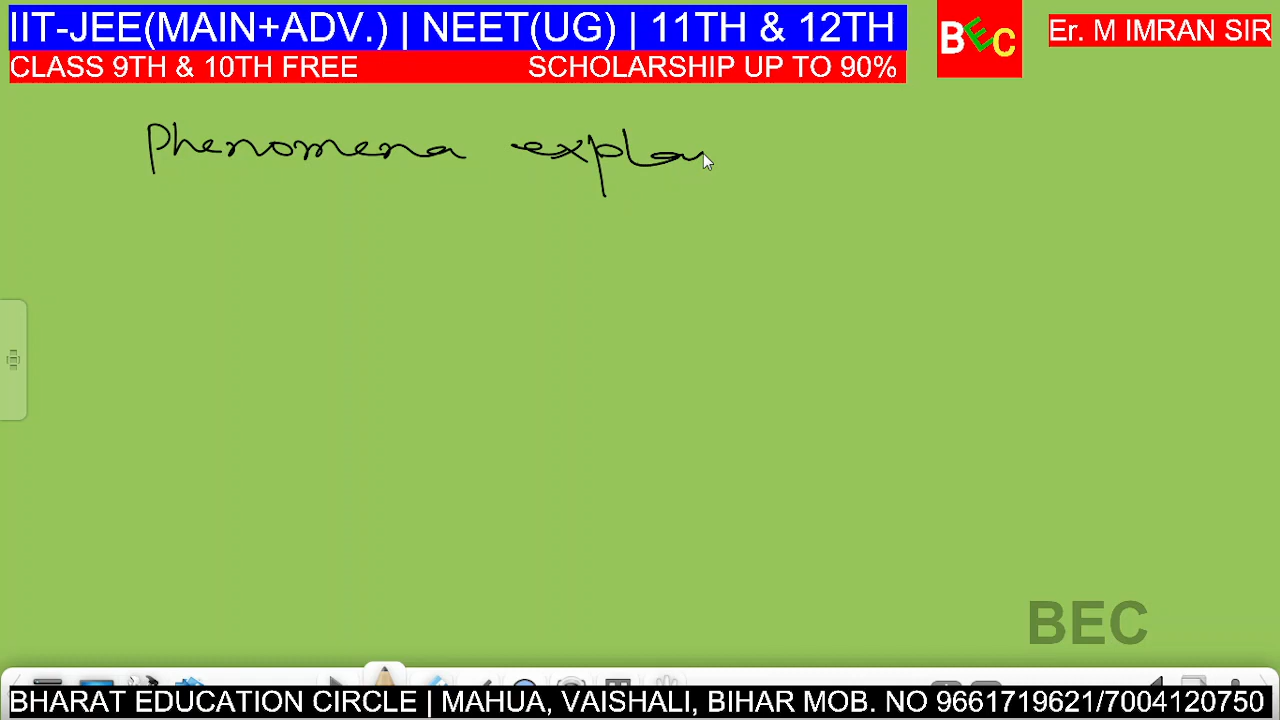 IIT-JEE(MAIN+ADV.) | NEET(UG) | 11TH & 12TH
BEC
Er. M IMRAN SIR
CLASS 9TH & 10TH FREE SCHOLARSHIP UP TO 90%
Phenomena explai
BEC
BHARAT EDUCATION CIRCLE | MAHUA, VAISHALI, BIHAR MOB. NO 9661719621/7004120750